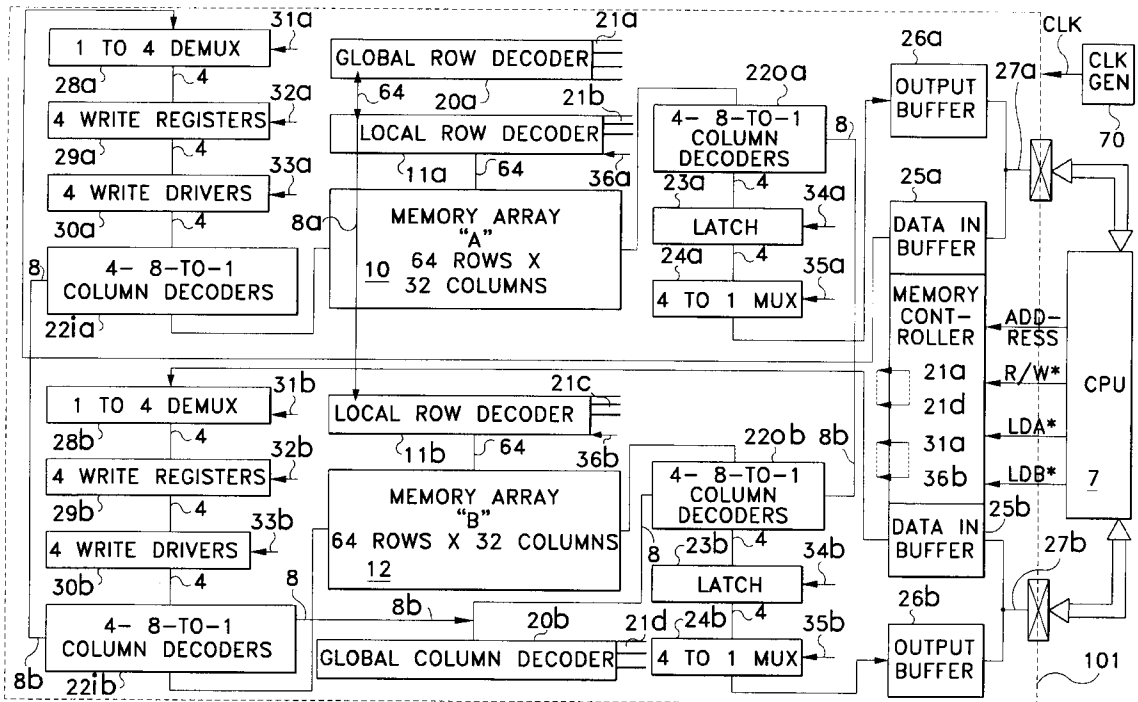 31a
1 TO 4 DEMUX
28a
4
32a
4 WRITE REGISTERS
29a
4
33a
4 WRITE DRIVERS
30a
4
8
4- 8-TO-1
COLUMN DECODERS
22ia
21a
GLOBAL ROW DECODER
64
20a
21b
LOCAL ROW DECODER
11a
64
36a
8a
MEMORY ARRAY
"A"
10
64 ROWS X
32 COLUMNS
22oa
4- 8-TO-1
COLUMN
DECODERS
8
23a
4
34a
LATCH
24a
4
35a
4 TO 1 MUX
26a
OUTPUT
BUFFER
27a
CLK
CLK
GEN
70
25a
DATA IN
BUFFER
MEMORY
CONT-
ROLLER
21a
21d
31a
36b
ADD-
RESS
R/W*
LDA*
LDB*
CPU
7
DATA IN
BUFFER
25b
27b
26b
OUTPUT
BUFFER
101
31b
1 TO 4 DEMUX
28b
4
32b
4 WRITE REGISTERS
29b
4
33b
4 WRITE DRIVERS
30b
4
8
4- 8-TO-1
COLUMN DECODERS
8b
22ib
21c
LOCAL ROW DECODER
11b
64
36b
MEMORY ARRAY
"B"
64 ROWS X 32 COLUMNS
12
8b
20b
21d
GLOBAL COLUMN DECODER
22ob
8b
4- 8-TO-1
COLUMN
DECODERS
8
23b
4
34b
LATCH
24b
4
35b
4 TO 1 MUX